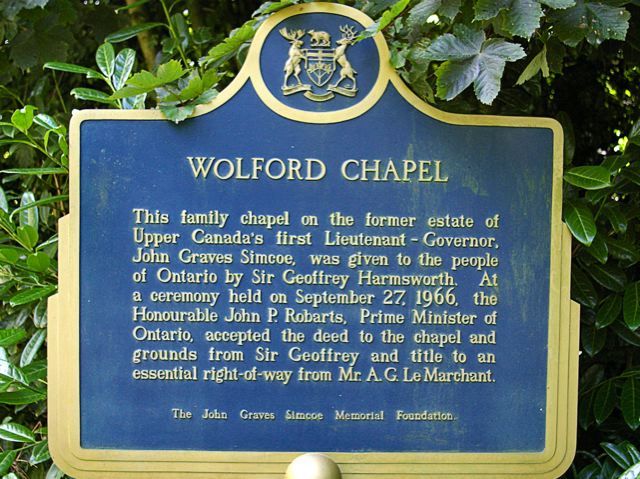 WOLFORD CHAPEL
This family chapel on the former estate of
Upper Canada's first Lieutenant-Governor,
John Graves Simcoe, was given to the people
of Ontario by Sir Geoffrey Harmsworth. At
a ceremony held on September 27, 1966, the
Honourable John P. Robarts, Prime Minister of
Ontario, accepted the deed to the chapel and
grounds from Sir Geoffrey and title to an
essential right-of-way from Mr. A.G. Le Marchant.
The John Graves Simcoe Memorial Foundation.